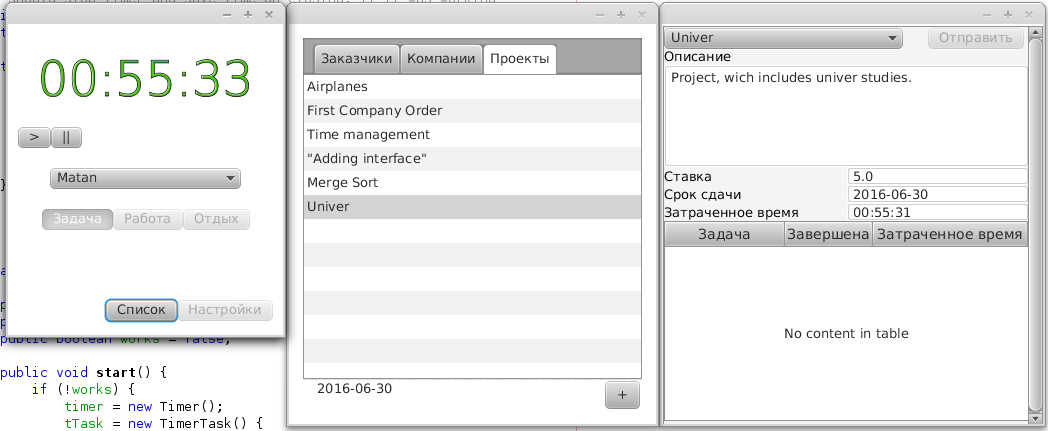 00:55:33
>
||
Matan
Задача Работа Отдых
Список Настройки
public boolean works = false;
public void start() {
if (!works) {
timer = new Timer();
tTask = new TimerTask() {
Заказчики Компании Проекты
Airplanes
First Company Order
Time management
"Adding interface"
Merge Sort
Univer
2016-06-30
+
Univer Отправить
Описание
Project, wich includes univer studies.
Ставка 5.0
Срок сдачи 2016-06-30
Затраченное время 00:55:31
Задача Завершена Затраченное время
No content in table